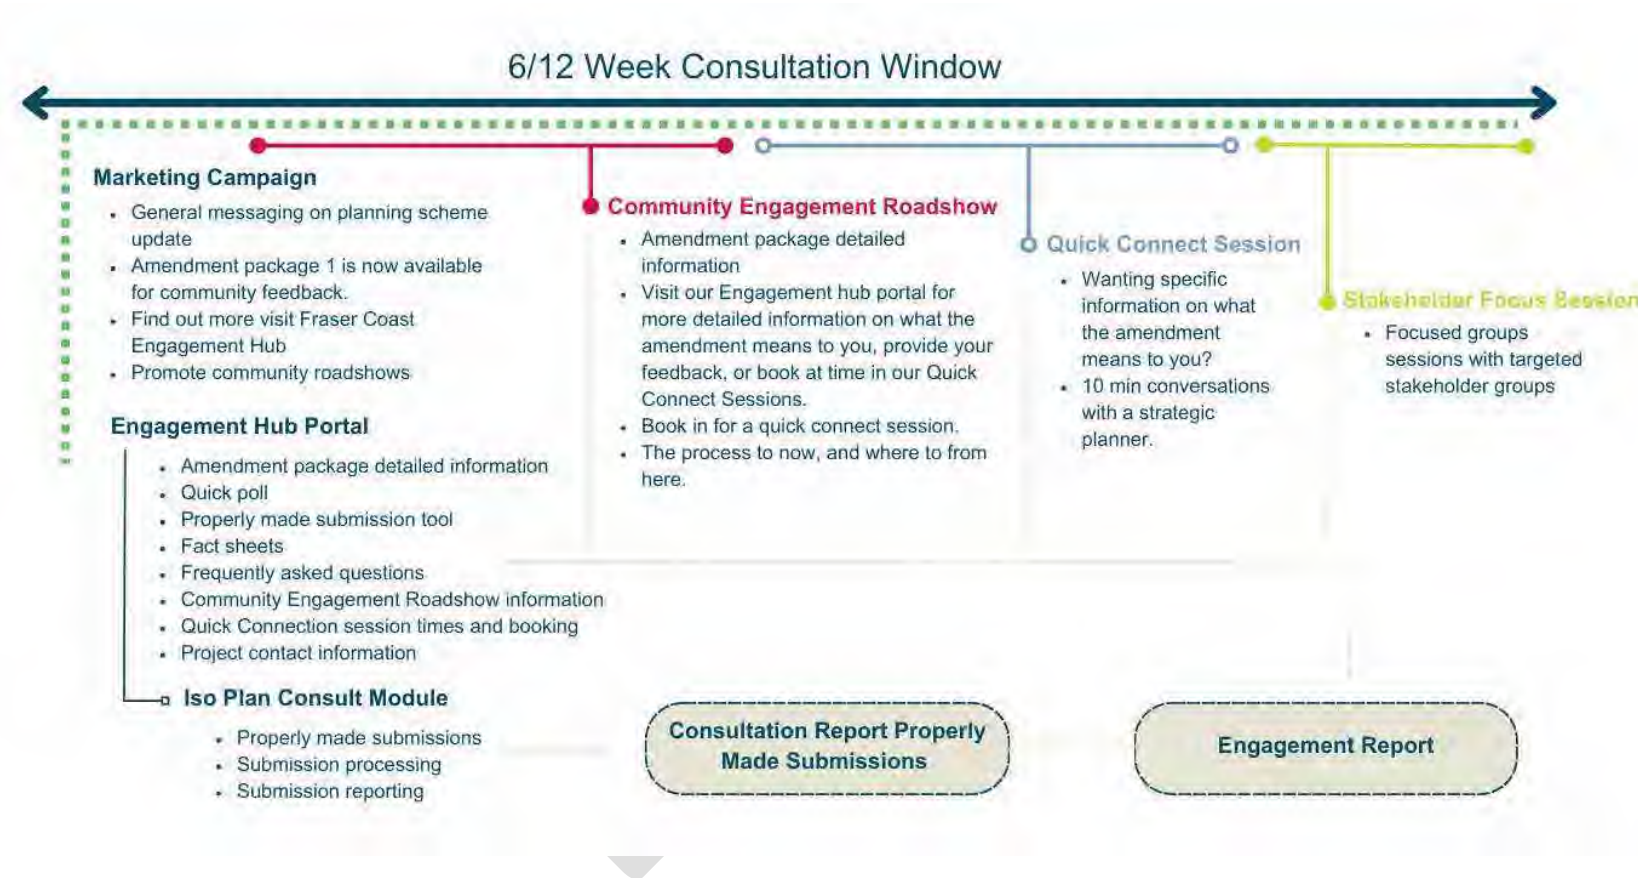 6/12 Week Consultation Window
Marketing Campaign
• General messaging on planning scheme
update
• Amendment package 1 is now available
for community feedback.
• Find out more visit Fraser Coast
Engagement Hub
• Promote community roadshows
Engagement Hub Portal
• Amendment package detailed information
• Quick poll
• Properly made submission tool
• Fact sheets
• Frequently asked questions
• Community Engagement Roadshow information
• Quick Connection session times and booking
• Project contact information
Iso Plan Consult Module
• Properly made submissions
• Submission processing
• Submission reporting
Community Engagement Roadshow
• Amendment package detailed
information
• Visit our Engagement hub portal for
more detailed information on what the
amendment means to you, provide your
feedback, or book at time in our Quick
Connect Sessions.
• Book in for a quick connect session.
• The process to now, and where to from
here.
Quick Connect Session
• Wanting specific
information on what
the amendment
means to you?
• 10 min conversations
with a strategic
planner.
Stakeholder Focus Session
• Focused groups
sessions with targeted
stakeholder groups
Consultation Report Properly
Made Submissions
Engagement Report